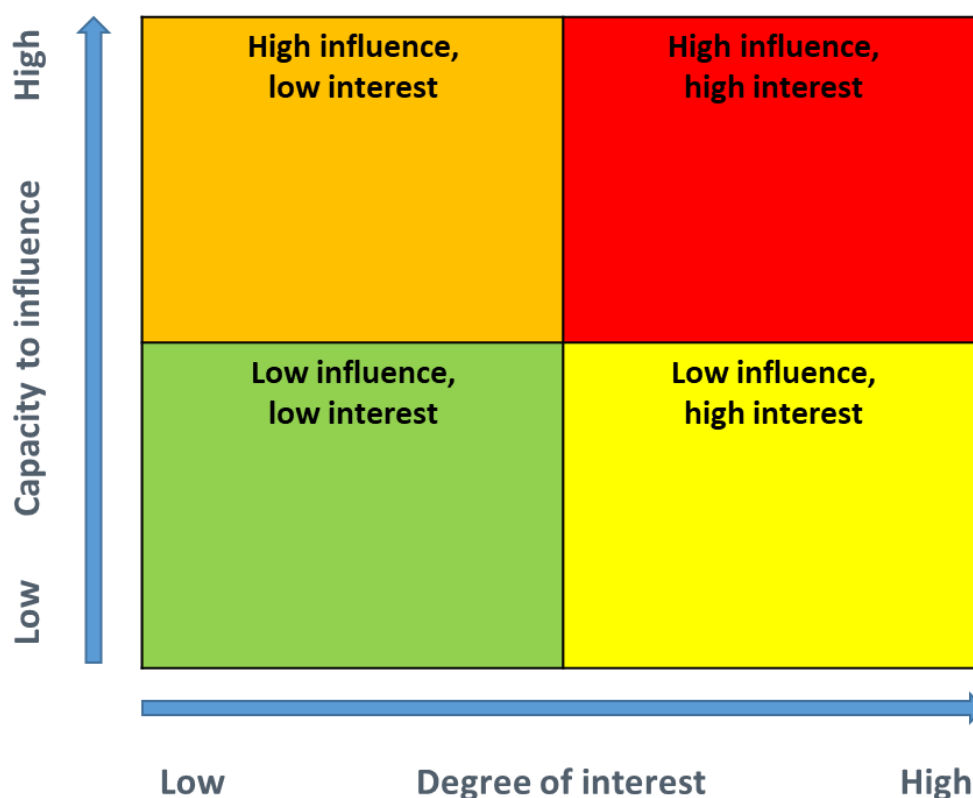 High
Capacity to influence
Low
High influence,
low interest
High influence,
high interest
Low influence,
low interest
Low influence,
high interest
Low
Degree of interest
High